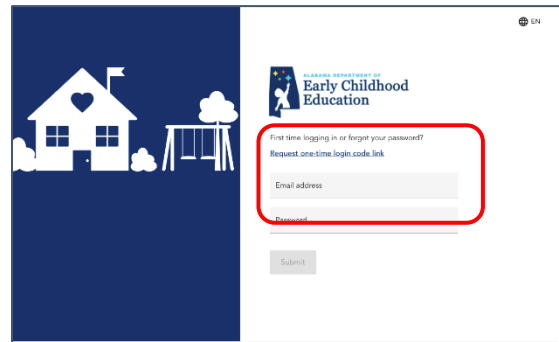 EN
ALABAMA DEPARTMENT OF
Early Childhood
Education
First time logging in or forgot your password?
Request one-time login code link
Email address
Password
Submit